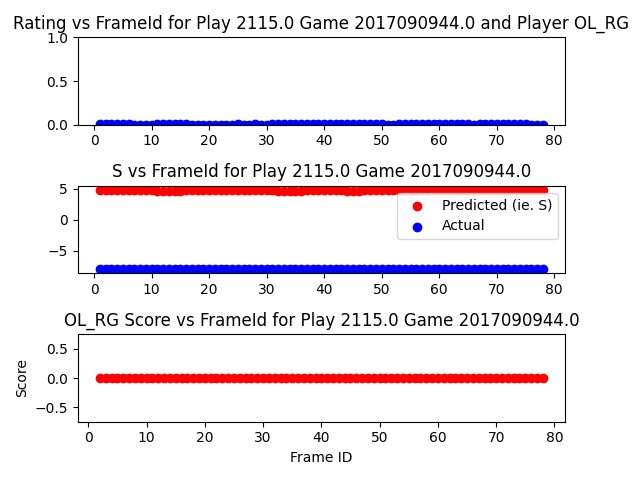 Rating vs FrameId for Play 2115.0 Game 2017090944.0 and Player OL_RG
1.0
0.5
0.0
0 10 20 30 40 50 60 70 80
S vs FrameId for Play 2115.0 Game 2017090944.0
5
0
−5
Predicted (ie. S)
Actual
0 10 20 30 40 50 60 70 80
OL_RG Score vs FrameId for Play 2115.0 Game 2017090944.0
Score
0.5
0.0
−0.5
0 10 20 30 40 50 60 70 80
Frame ID